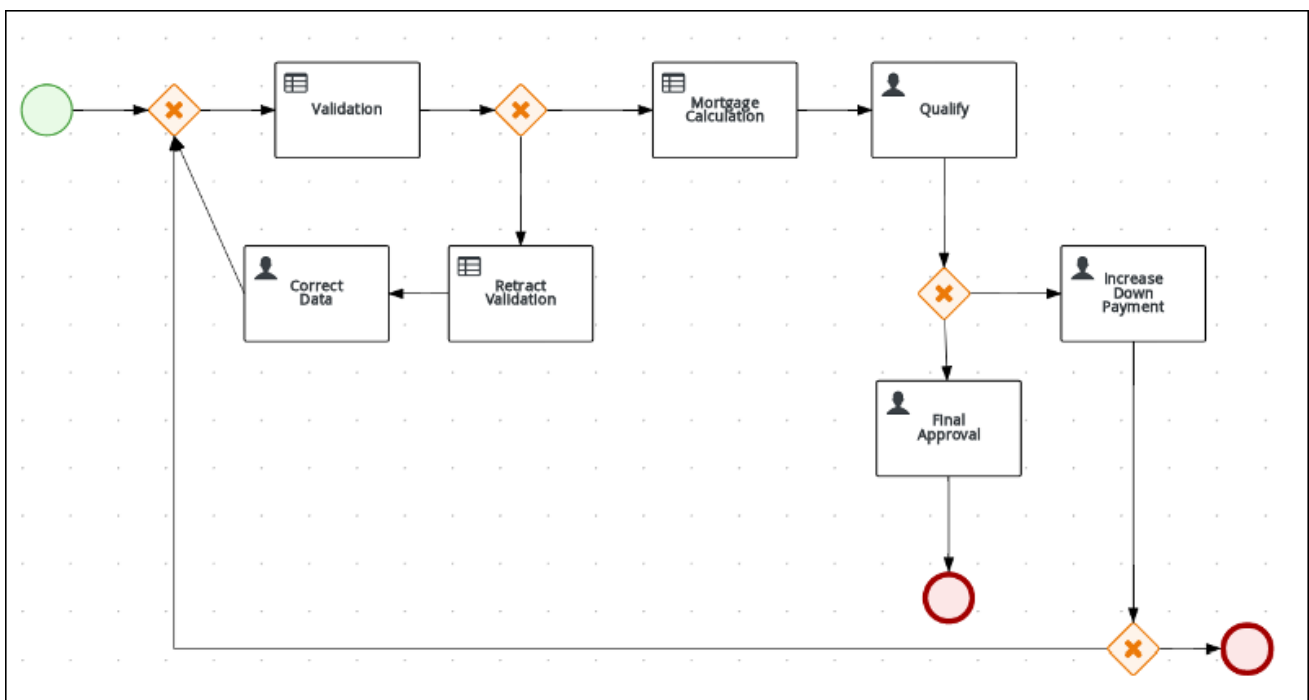 Validation
Mortgage
Calculation
Qualify
Correct
Data
Retract
Validation
Increase
Down
Payment
Final
Approval